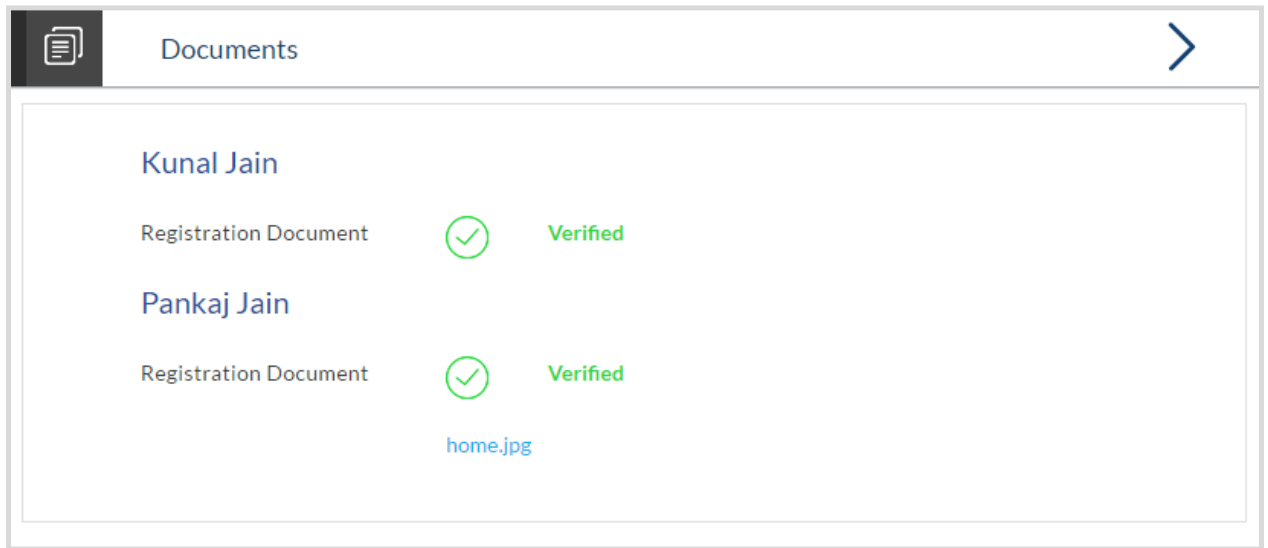 Documents
Kunal Jain
Registration Document Verified
Pankaj Jain
Registration Document Verified
home.jpg